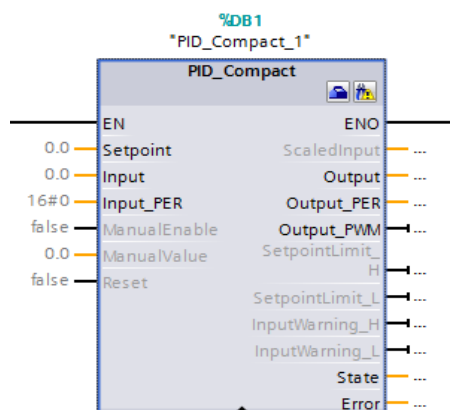 %DB1
"PID_Compact_1"
PID_Compact
EN ENO
0.0 Setpoint ScaledInput ...
0.0 Input Output ...
16#0 Input_PER Output_PER ...
false ManualEnable Output_PWM ...
0.0 ManualValue SetpointLimit_
H ...
false Reset
SetpointLimit_L ...
InputWarning_H ...
InputWarning_L ...
State ...
Error ...